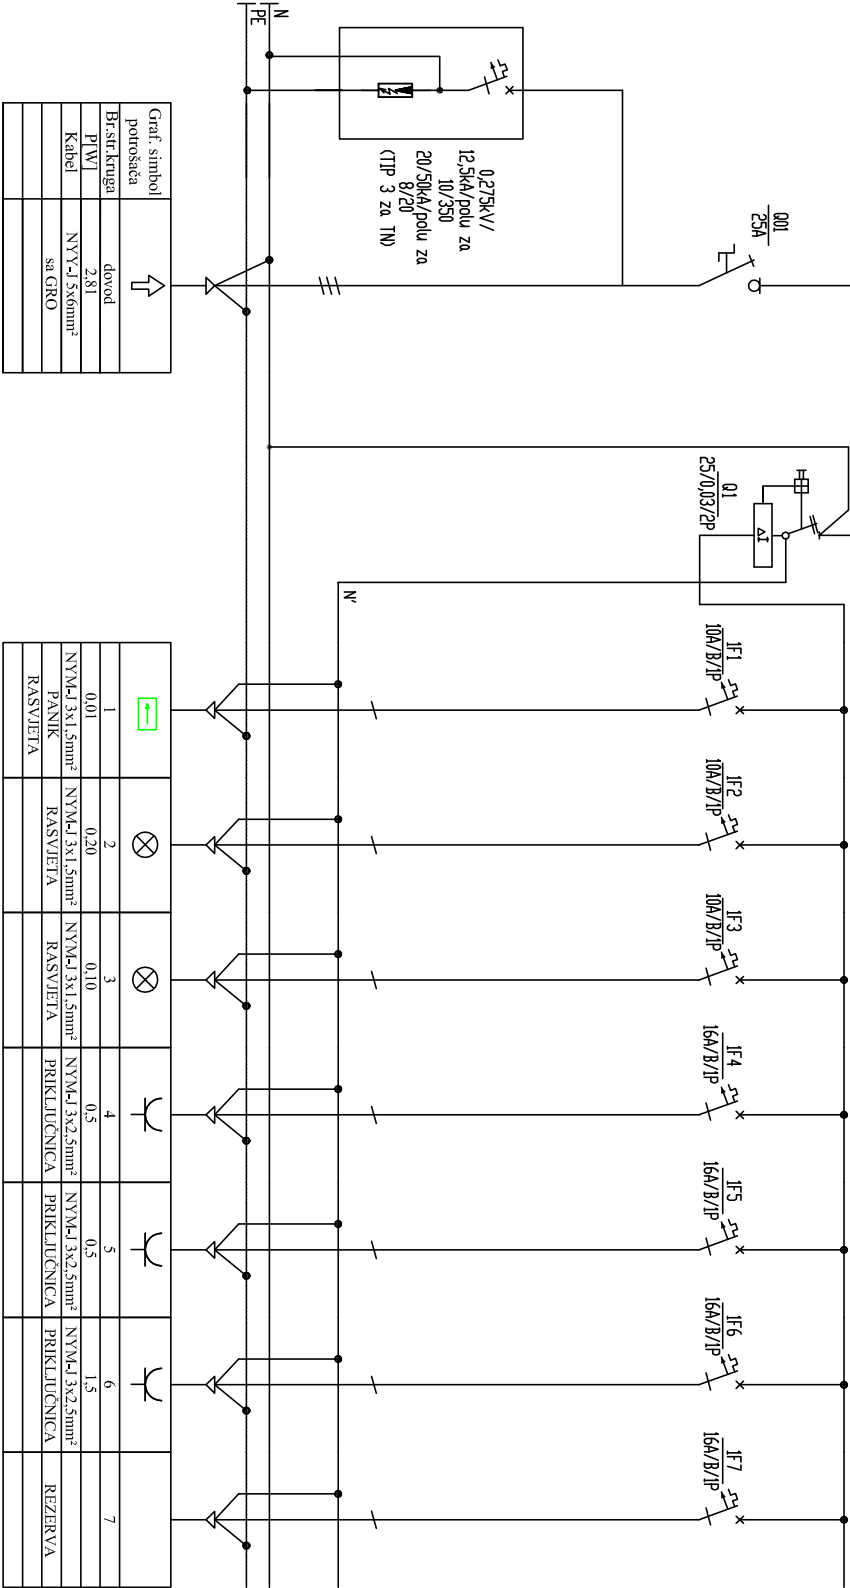 N
PE
0,275kV/
12,5kA/polu za
10/350
20/50kA/polu za
8/20
(TIP 3 za TN)
Q01
25A
Q1
25/0,03/2P
ΔI
N'
1F1
10A/B/1P
1F2
10A/B/1P
1F3
10A/B/1P
1F4
16A/B/1P
1F5
16A/B/1P
1F6
16A/B/1P
1F7
16A/B/1P
Graf. simbol
potrošača
Br.str.kruga
P[W]
Kabel
dovod
2,81
NYY-J 5x6mm²
sa GRO
1
0,01
NYM-J 3x1,5mm²
PANIK
RASVJETA
2
0,20
NYM-J 3x1,5mm²
RASVJETA
3
0,10
NYM-J 3x1,5mm²
RASVJETA
4
0,5
NYM-J 3x2,5mm²
PRIKLJUČNICA
5
0,5
NYM-J 3x2,5mm²
PRIKLJUČNICA
6
1,5
NYM-J 3x2,5mm²
PRIKLJUČNICA
7
REZERVA